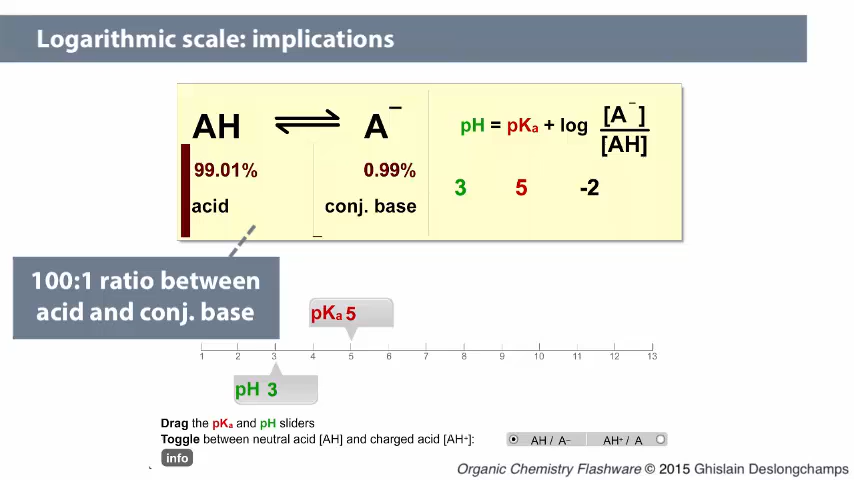 Logarithmic scale: implications
AH ⇌ A⁻
pH = pKₐ + log [A⁻] / [AH]
99.01% 0.99%
acid conj. base
3 5 -2
100:1 ratio between
acid and conj. base
pKₐ 5
1 2 3 4 5 6 7 8 9 10 11 12 13
pH 3
Drag the pKₐ and pH sliders
Toggle between neutral acid [AH] and charged acid [AH⁺]: AH / A⁻ AH⁺ / A
info
Organic Chemistry Flashware © 2015 Ghislain Deslongchamps